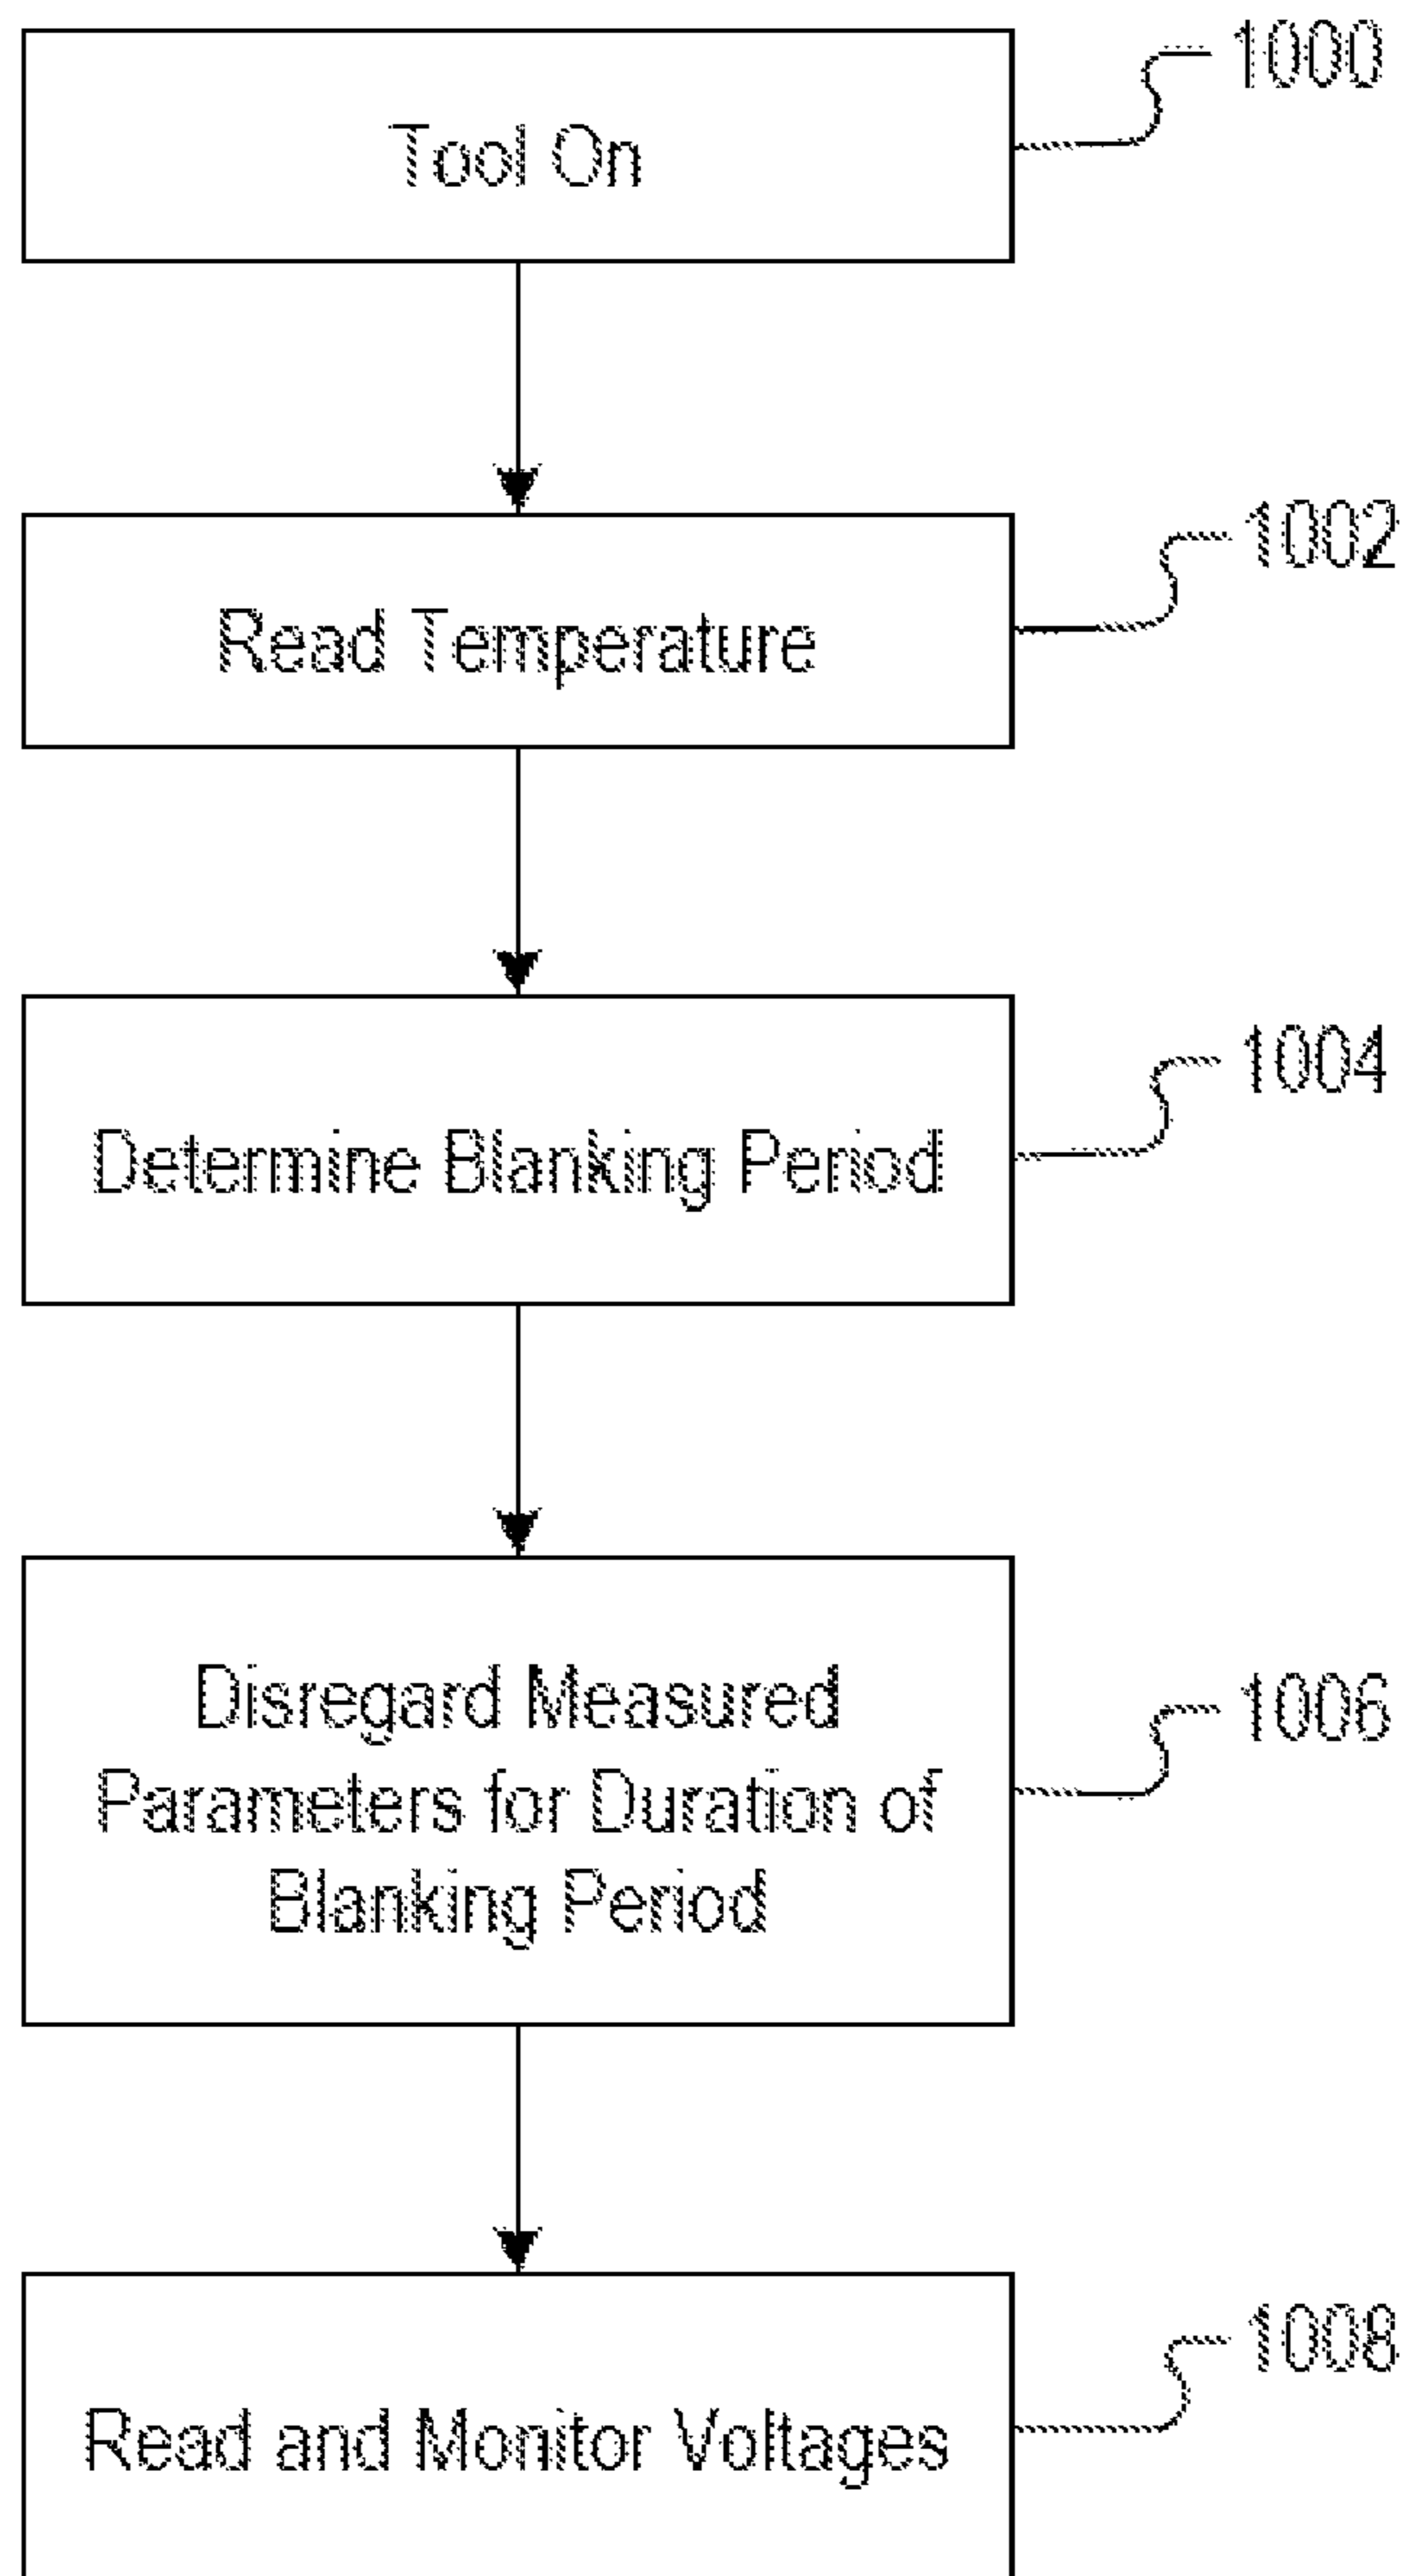 Tool On
1000
Read Temperature
1002
Determine Blanking Period
1004
Disregard Measured
Parameters for Duration of
Blanking Period
1006
Read and Monitor Voltages
1008